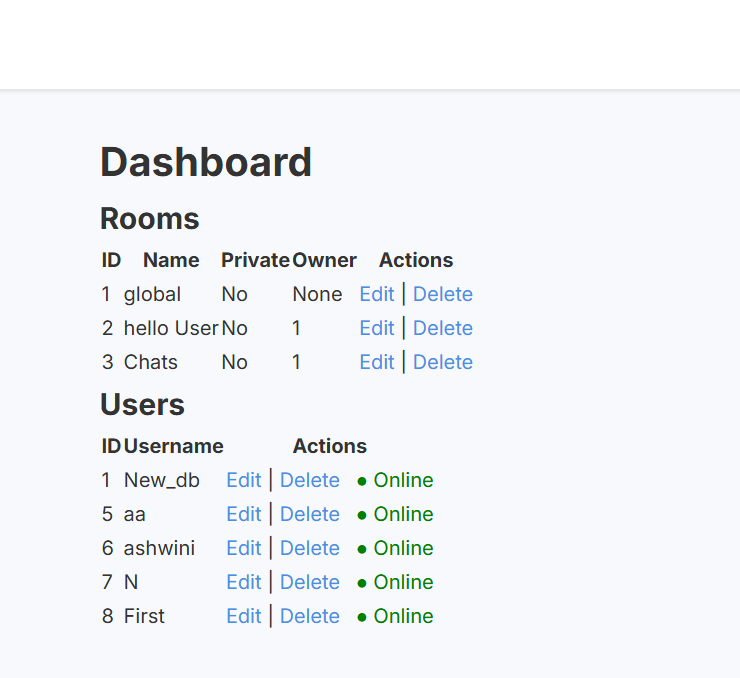 Dashboard
Rooms
ID Name Private Owner Actions
1 global No None Edit | Delete
2 hello User No 1 Edit | Delete
3 Chats No 1 Edit | Delete
Users
ID Username Actions
1 New_db Edit | Delete ● Online
5 aa Edit | Delete ● Online
6 ashwini Edit | Delete ● Online
7 N Edit | Delete ● Online
8 First Edit | Delete ● Online